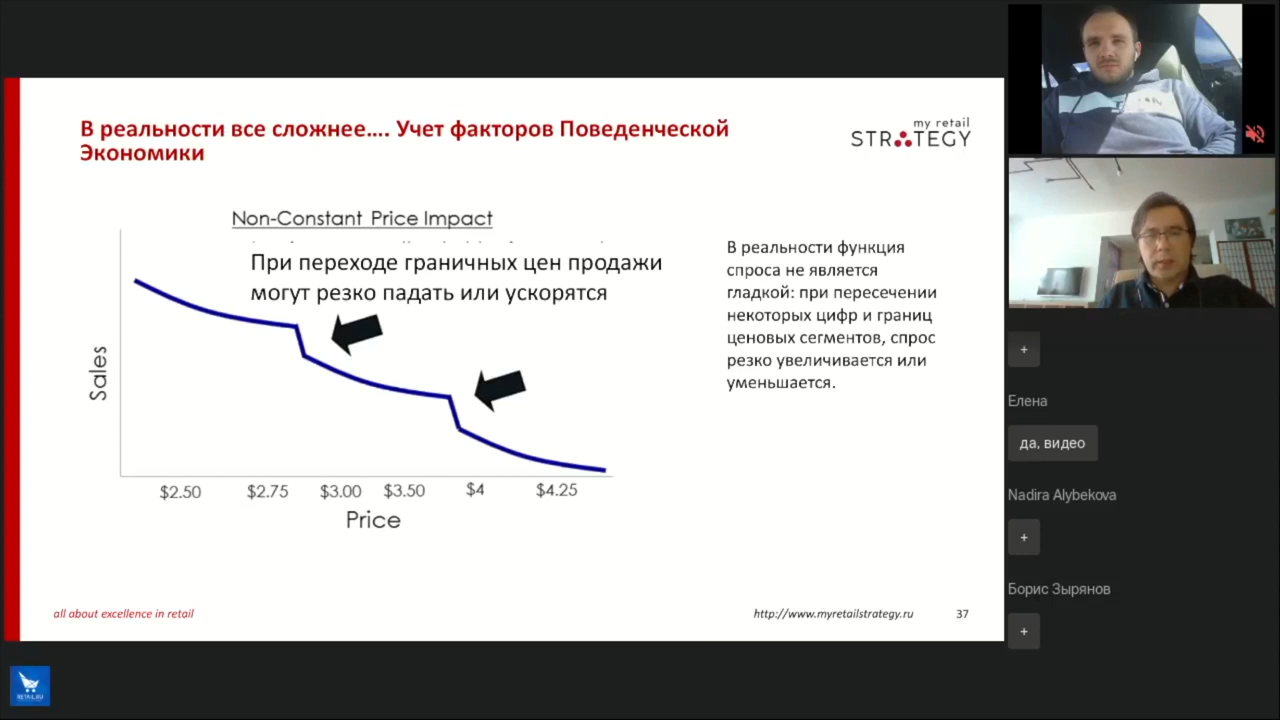 В реальности все сложнее…. Учет факторов Поведенческой
Экономики
my retail
STRATEGY
Non-Constant Price Impact
При переходе граничных цен продажи
могут резко падать или ускорятся
Sales
$2.50 $2.75 $3.00 $3.50 $4 $4.25
Price
В реальности функция
спроса не является
гладкой: при пересечении
некоторых цифр и границ
ценовых сегментов, спрос
резко увеличивается или
уменьшается.
all about excellence in retail
http://www.myretailstrategy.ru
37
+
Елена
да, видео
Nadira Alybekova
+
Борис Зырянов
+
RETAIL.RU